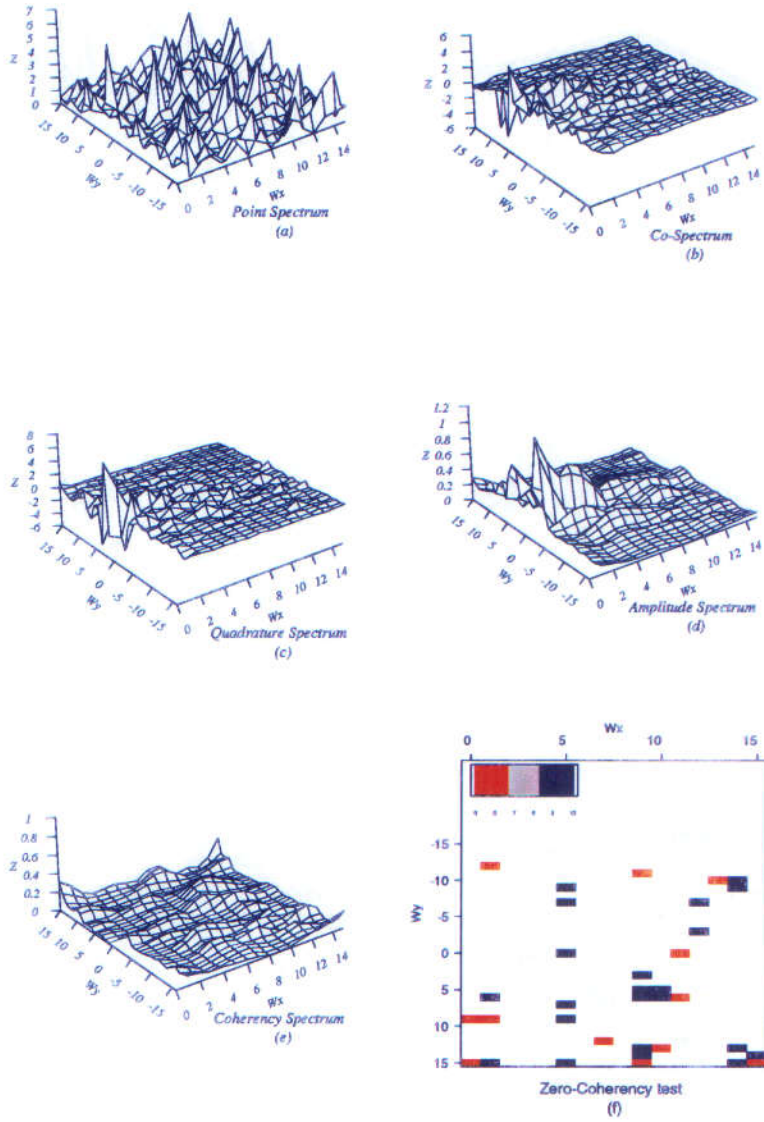 7
6
5
4
3
2
1
0
Z
15
10
5
0
-5
-10
-15
Wy
0 2 4 6 8 10 12 14
Wx
Point Spectrum
(a)
6
4
2
0
-2
-4
-6
Z
15
10
5
0
-5
-10
-15
Wy
0 2 4 6 8 10 12 14
Wx
Co-Spectrum
(b)
8
6
4
2
0
-2
-4
-6
Z
15
10
5
0
-5
-10
-15
Wy
0 2 4 6 8 10 12 14
Wx
Quadrature Spectrum
(c)
1.2
1
0.8
0.6
0.4
0.2
0
Z
15
10
5
0
-5
-10
-15
Wy
0 2 4 6 8 10 12 14
Wx
Amplitude Spectrum
(d)
1
0.8
0.6
0.4
0.2
0
Z
15
10
5
0
-5
-10
-15
Wy
0 2 4 6 8 10 12 14
Wx
Coherency Spectrum
(e)
Wx
0 5 10 15
-15
-10
-5
0
5
10
15
Wy
Zero-Coherency test
(f)